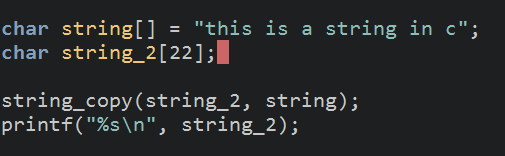 char string[] = "this is a string in c";
char string_2[22];
string_copy(string_2, string);
printf("%s\n", string_2);